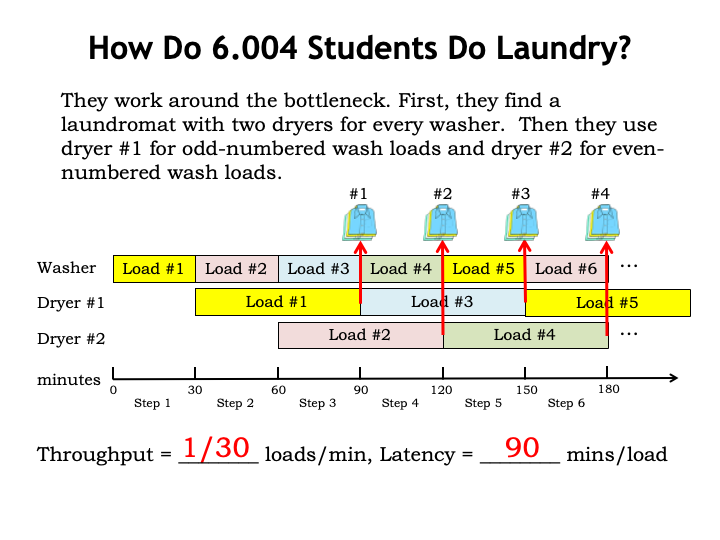 How Do 6.004 Students Do Laundry?
They work around the bottleneck. First, they find a
laundromat with two dryers for every washer. Then they use
dryer #1 for odd-numbered wash loads and dryer #2 for even-
numbered wash loads.
#1 #2 #3 #4
Washer Load #1 Load #2 Load #3 Load #4 Load #5 Load #6 ...
Dryer #1 Load #1 Load #3 Load #5
Dryer #2 Load #2 Load #4 ...
minutes
0 30 60 90 120 150 180
Step 1 Step 2 Step 3 Step 4 Step 5 Step 6
Throughput = 1/30 loads/min, Latency = 90 mins/load